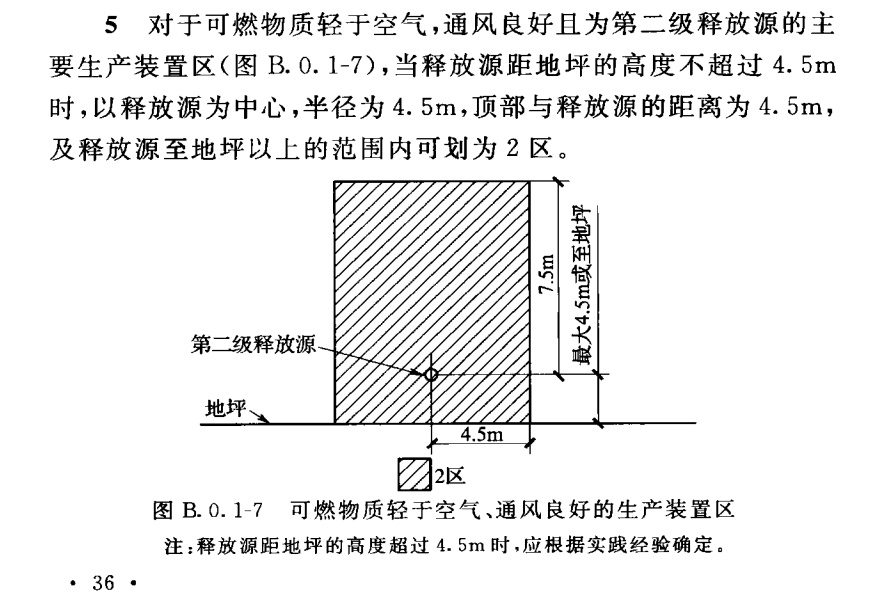 5 对于可燃物质轻于空气,通风良好且为第二级释放源的主
要生产装置区(图 B.0.1-7),当释放源距地坪的高度不超过 4.5m
时,以释放源为中心,半径为 4.5m,顶部与释放源的距离为 4.5m,
及释放源至地坪以上的范围内可划为 2 区。
7.5m
最大4.5m或至地坪
第二级释放源
地坪
4.5m
2区
图 B.0.1-7 可燃物质轻于空气、通风良好的生产装置区
注:释放源距地坪的高度超过 4.5m 时,应根据实践经验确定。
· 36 ·